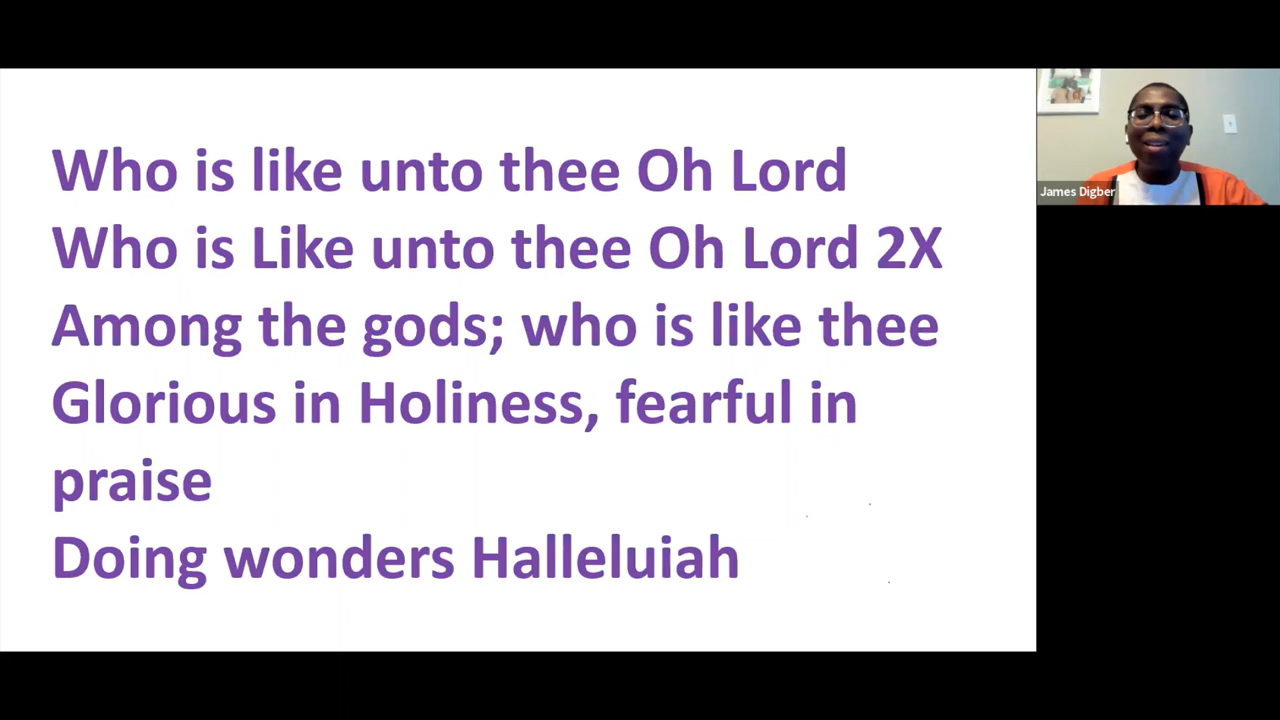 Who is like unto thee Oh Lord
Who is Like unto thee Oh Lord 2X
Among the gods; who is like thee
Glorious in Holiness, fearful in
praise
Doing wonders Halleluiah
James Digber